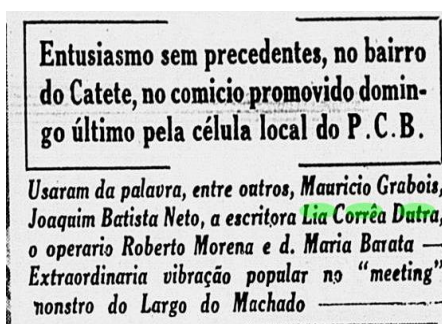 Entusiasmo sem precedentes, no bairro
do Catete, no comicio promovido domin-
go último pela célula local do P.C.B.
Usaram da palavra, entre outros, Mauricio Grabois,
Joaquim Batista Neto, a escritora Lia Corrêa Dutra,
o operario Roberto Morena e d. Maria Barata —
Extraordinaria vibração popular no "meeting"
monstro do Largo do Machado —